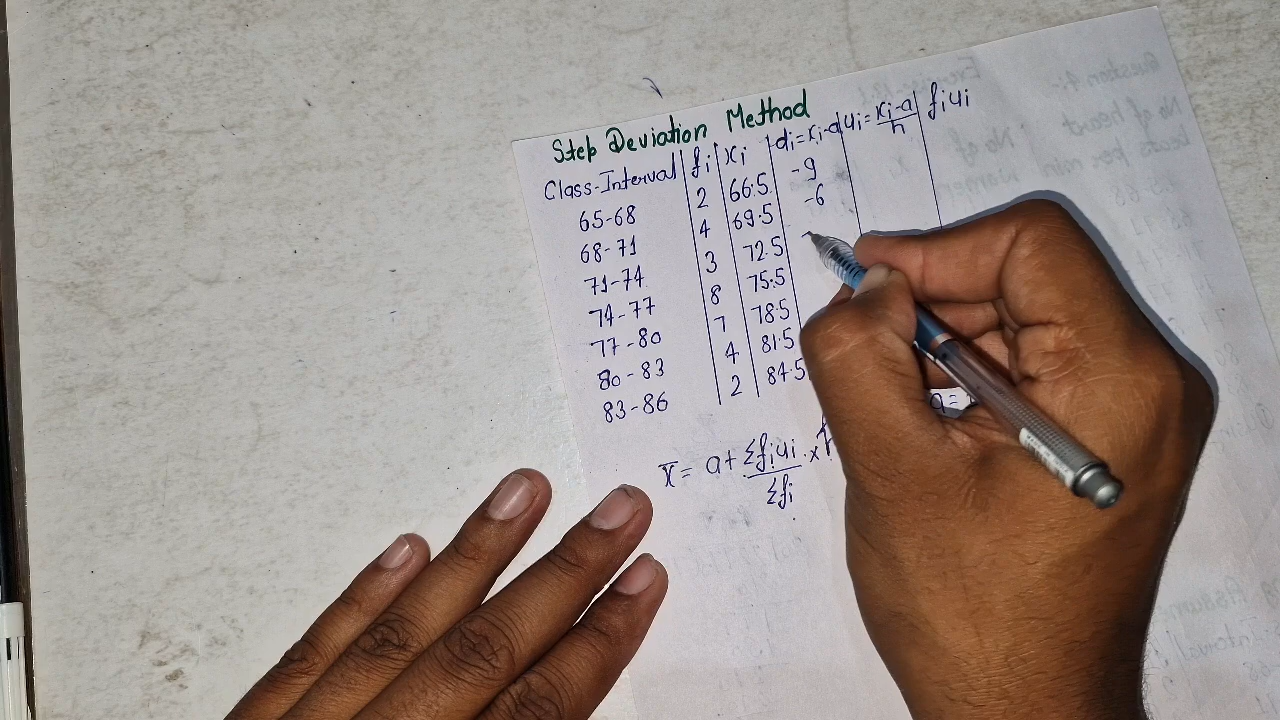 Step Deviation Method
Class-Interval fi xi di=xi-a ui=xi-a/h fiui
65-68 2 66.5 -9
68-71 4 69.5 -6
71-74 3 72.5 -
74-77 8 75.5
77-80 7 78.5
80-83 4 81.5
83-86 2 84.5
a=
x̄= a+ Σfiui/Σfi × h